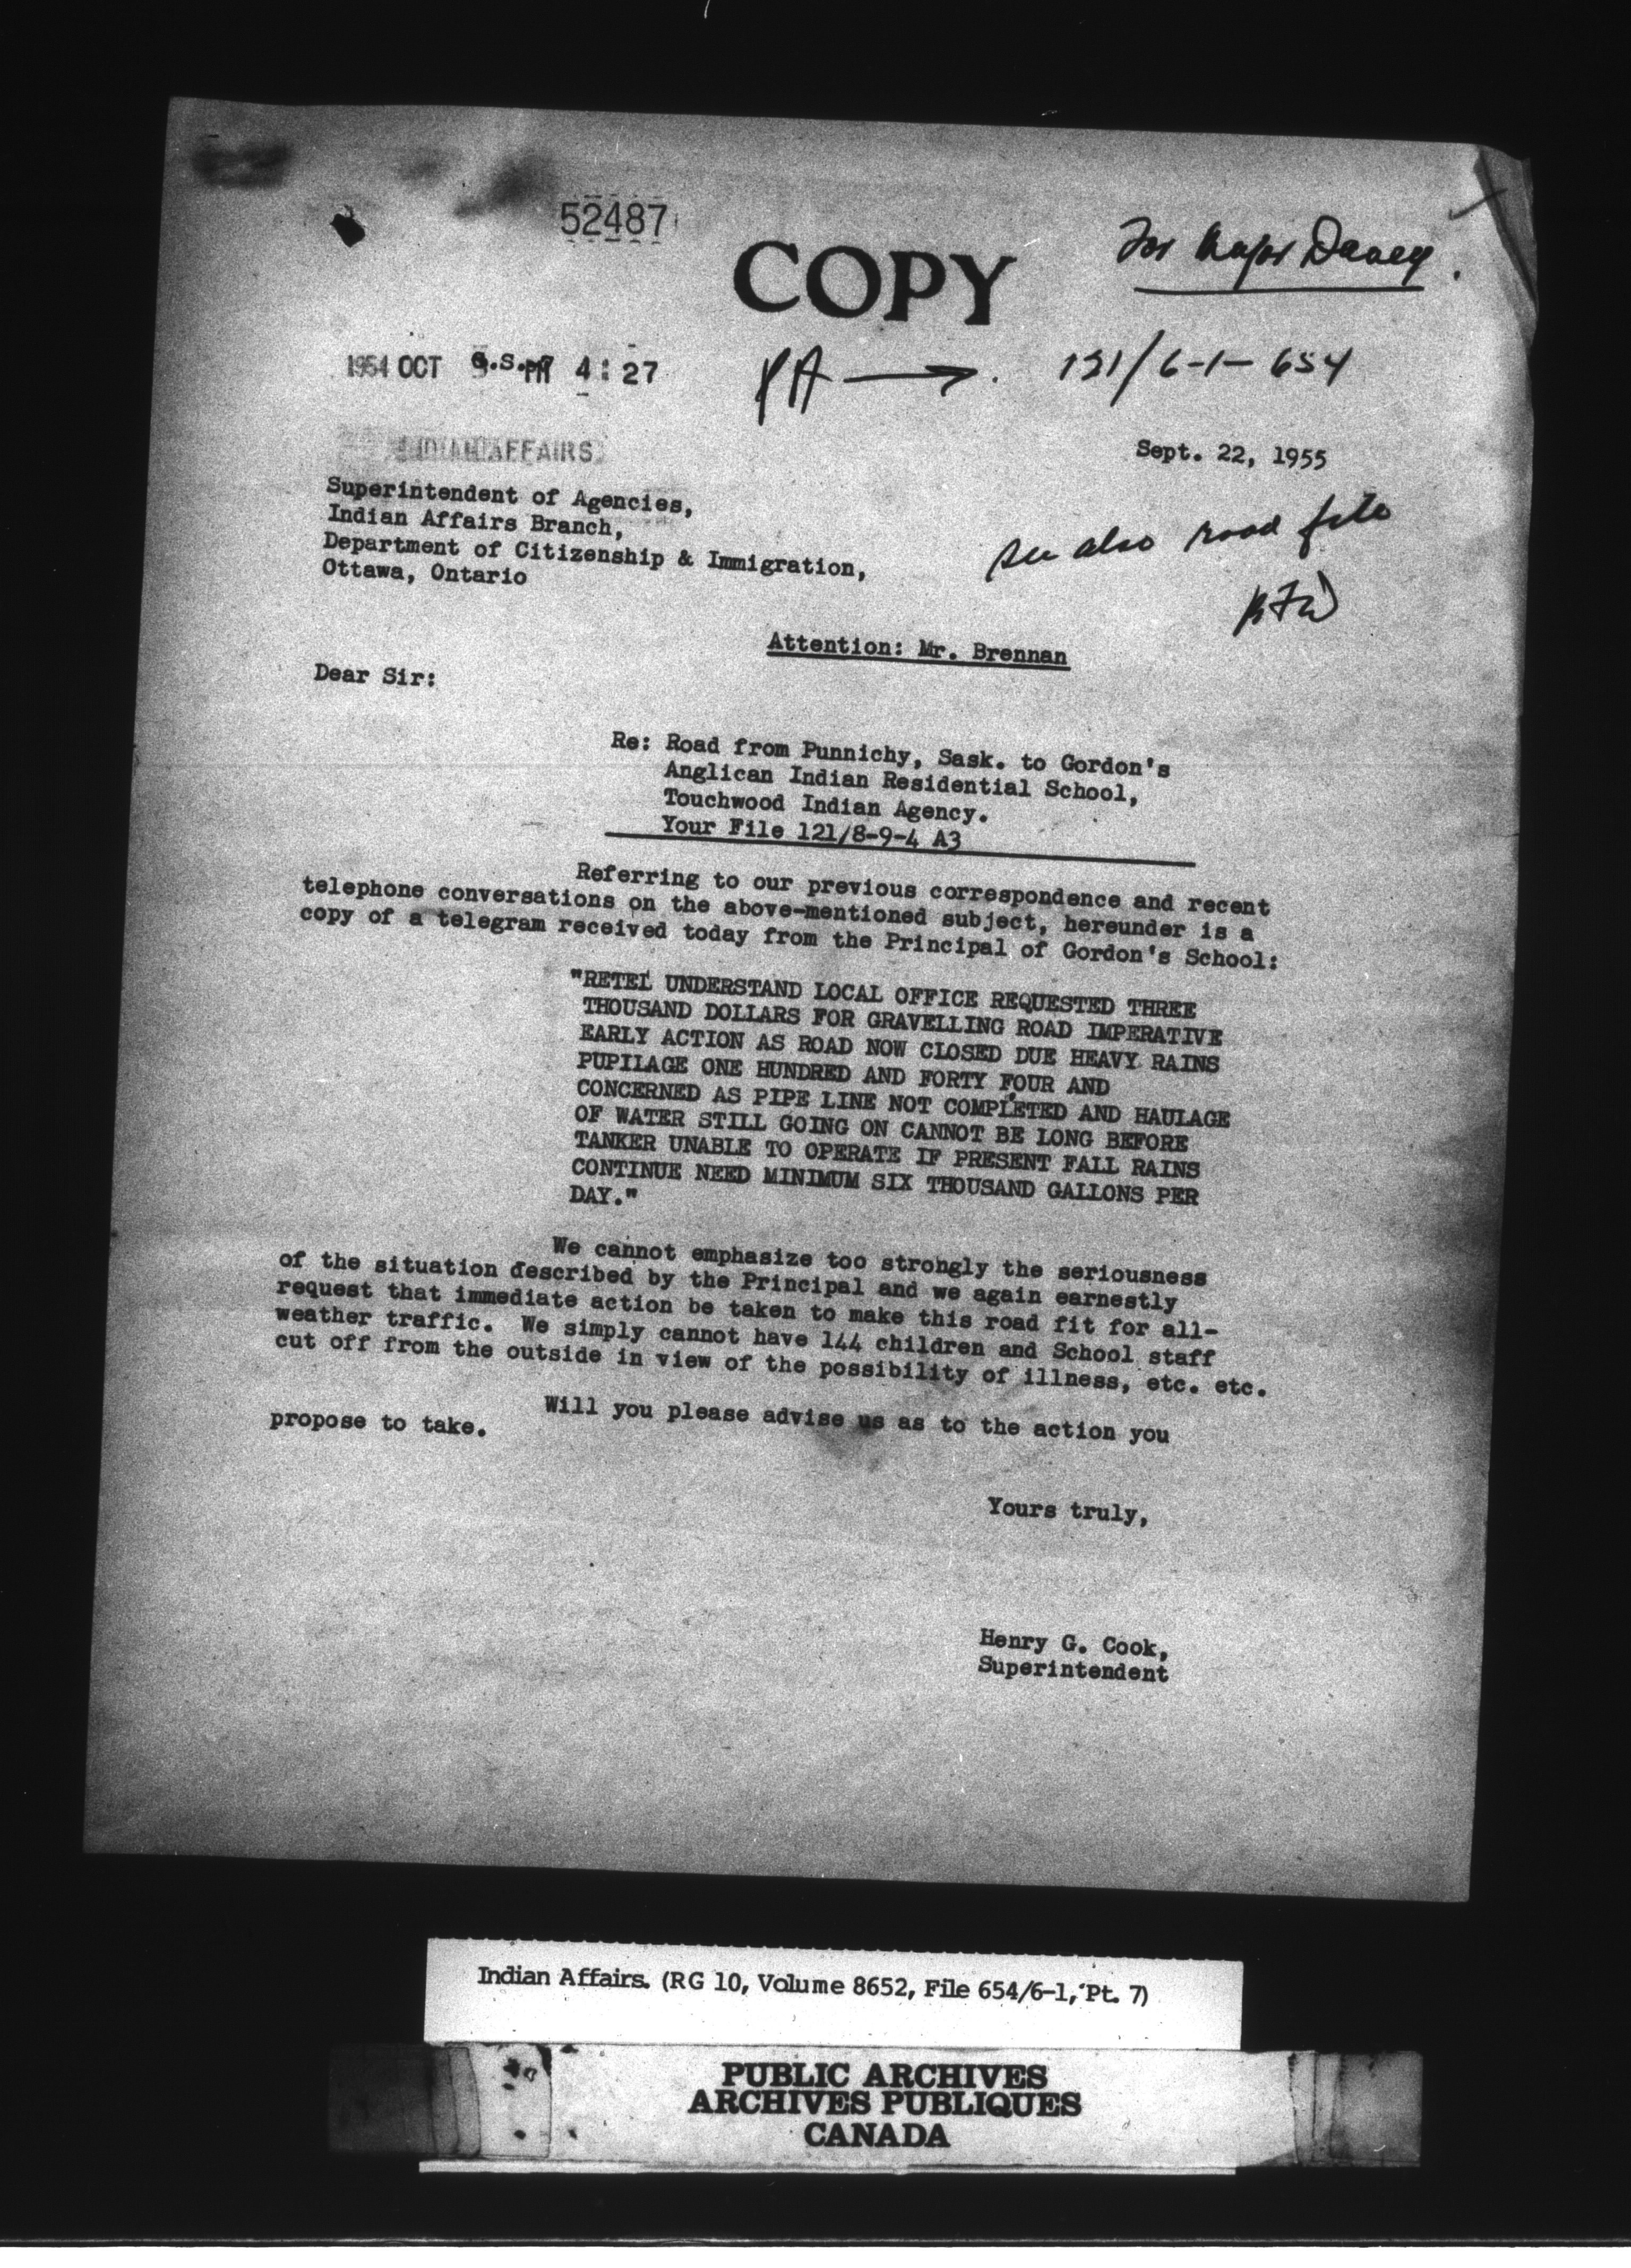 52487
COPY
For Major Davey.
1954 OCT PM 4:27
G.S.
PA → . 121/6-1-654
INDIAN AFFAIRS
Sept. 22, 1955
Superintendent of Agencies,
Indian Affairs Branch,
Department of Citizenship & Immigration,
Ottawa, Ontario
see also road file
Attention: Mr. Brennan
Dear Sir:
Re: Road from Punnichy, Sask. to Gordon's
Anglican Indian Residential School,
Touchwood Indian Agency.
Your File 121/8-9-4 A3
Referring to our previous correspondence and recent
telephone conversations on the above-mentioned subject, hereunder is a
copy of a telegram received today from the Principal of Gordon's School:
"RETEL UNDERSTAND LOCAL OFFICE REQUESTED THREE
THOUSAND DOLLARS FOR GRAVELLING ROAD IMPERATIVE
EARLY ACTION AS ROAD NOW CLOSED DUE HEAVY RAINS
PUPILAGE ONE HUNDRED AND FORTY FOUR AND
CONCERNED AS PIPE LINE NOT COMPLETED AND HAULAGE
OF WATER STILL GOING ON CANNOT BE LONG BEFORE
TANKER UNABLE TO OPERATE IF PRESENT FALL RAINS
CONTINUE NEED MINIMUM SIX THOUSAND GALLONS PER
DAY."
We cannot emphasize too strongly the seriousness
of the situation described by the Principal and we again earnestly
request that immediate action be taken to make this road fit for all-
weather traffic. We simply cannot have 144 children and School staff
cut off from the outside in view of the possibility of illness, etc. etc.
Will you please advise us as to the action you
propose to take.
Yours truly,
Henry G. Cook,
Superintendent
Indian Affairs. (RG 10, Volume 8652, File 654/6-1, Pt. 7)
PUBLIC ARCHIVES
ARCHIVES PUBLIQUES
CANADA